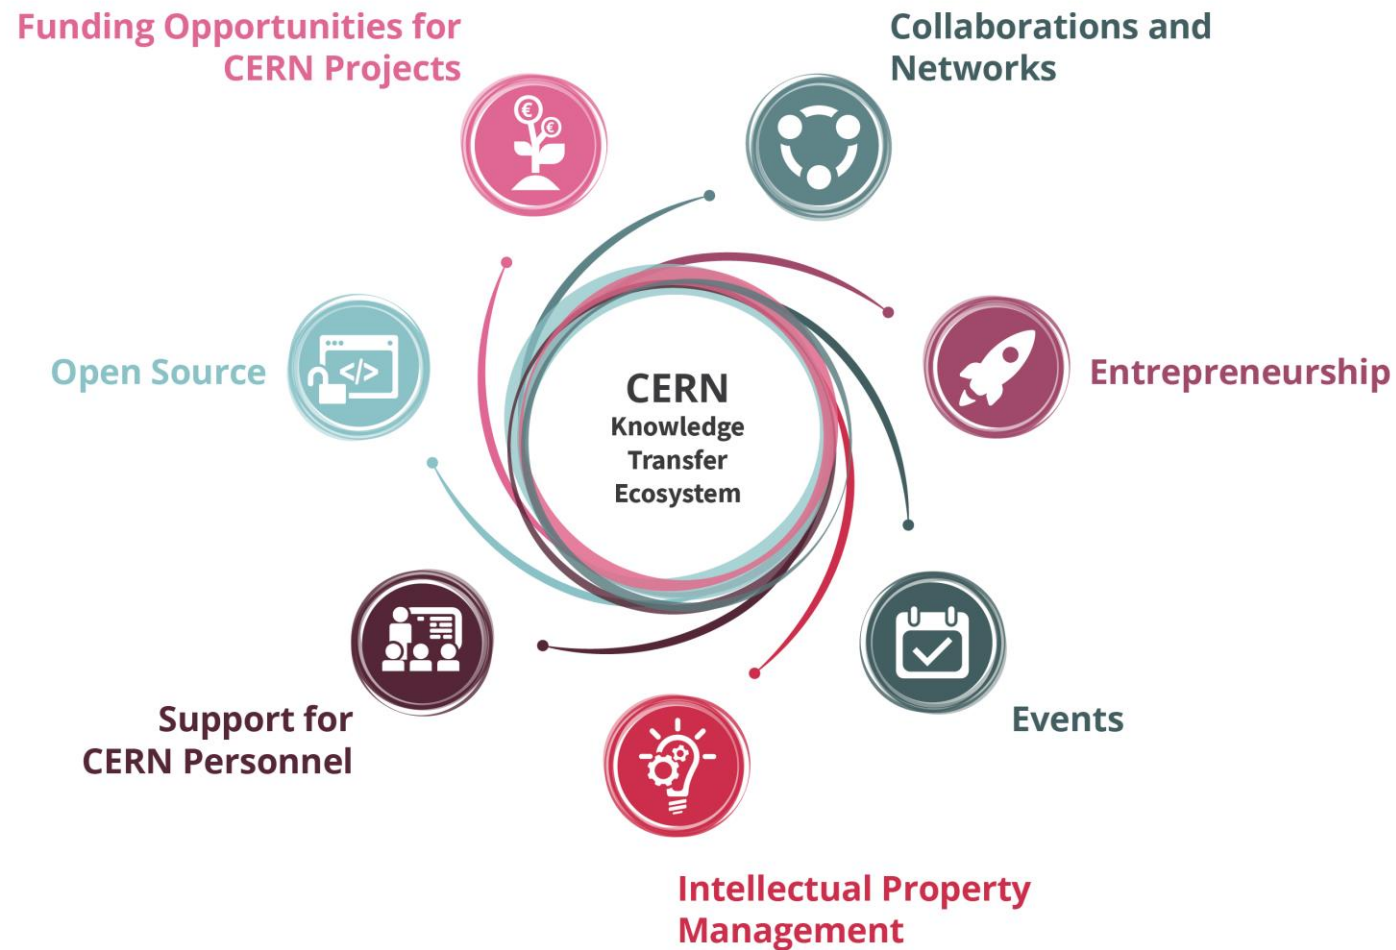 Funding Opportunities for
CERN Projects
Collaborations and
Networks
€
€
Open Source
</>
CERN
Knowledge
Transfer
Ecosystem
Entrepreneurship
Support for
CERN Personnel
Events
Intellectual Property
Management